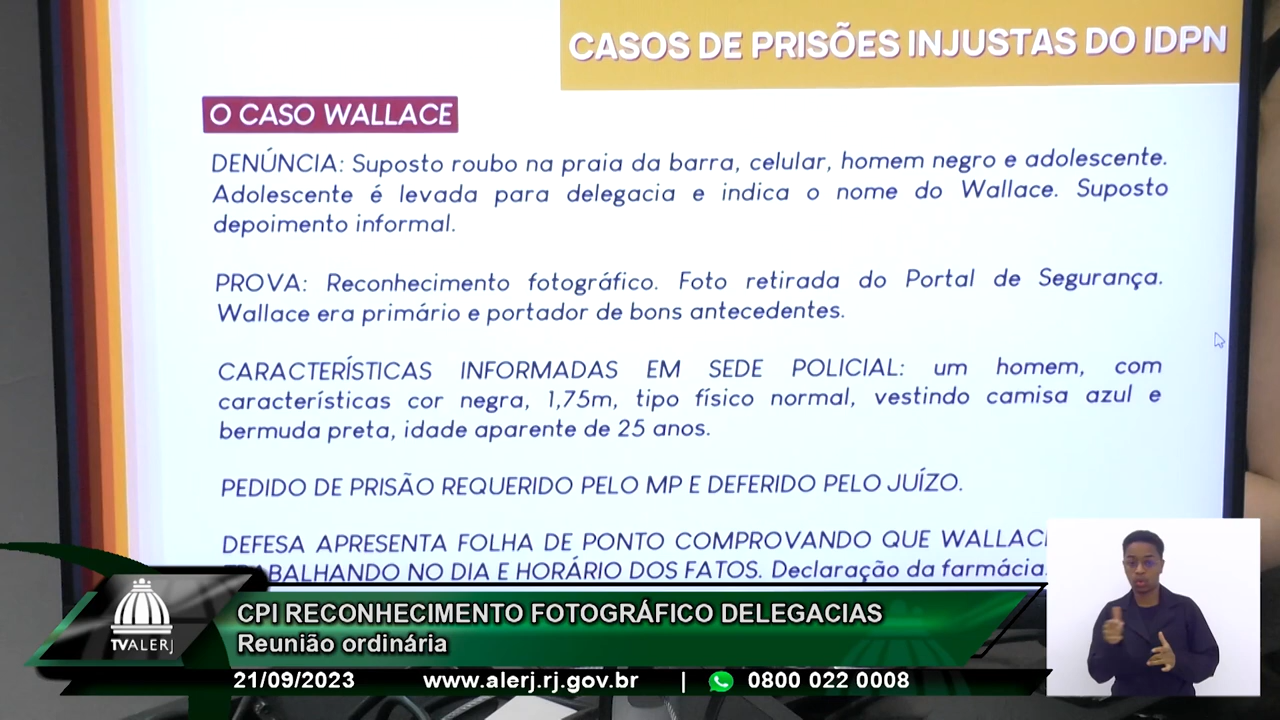 CASOS DE PRISÕES INJUSTAS DO IDPN
O CASO WALLACE
DENÚNCIA: Suposto roubo na praia da barra, celular, homem negro e adolescente.
Adolescente é levada para delegacia e indica o nome do Wallace. Suposto
depoimento informal.
PROVA: Reconhecimento fotográfico. Foto retirada do Portal de Segurança.
Wallace era primário e portador de bons antecedentes.
CARACTERÍSTICAS INFORMADAS EM SEDE POLICIAL: um homem, com
características cor negra, 1,75m, tipo físico normal, vestindo camisa azul e
bermuda preta, idade aparente de 25 anos.
PEDIDO DE PRISÃO REQUERIDO PELO MP E DEFERIDO PELO JUÍZO.
DEFESA APRESENTA FOLHA DE PONTO COMPROVANDO QUE
NO DIA E HORÁRIO DOS FATOS. Declaração da farmácia.
CPI RECONHECIMENTO FOTOGRÁFICO DELEGACIAS
Reunião ordinária
TVALERJ
21/09/2023 www.alerj.rj.gov.br | 0800 022 0008